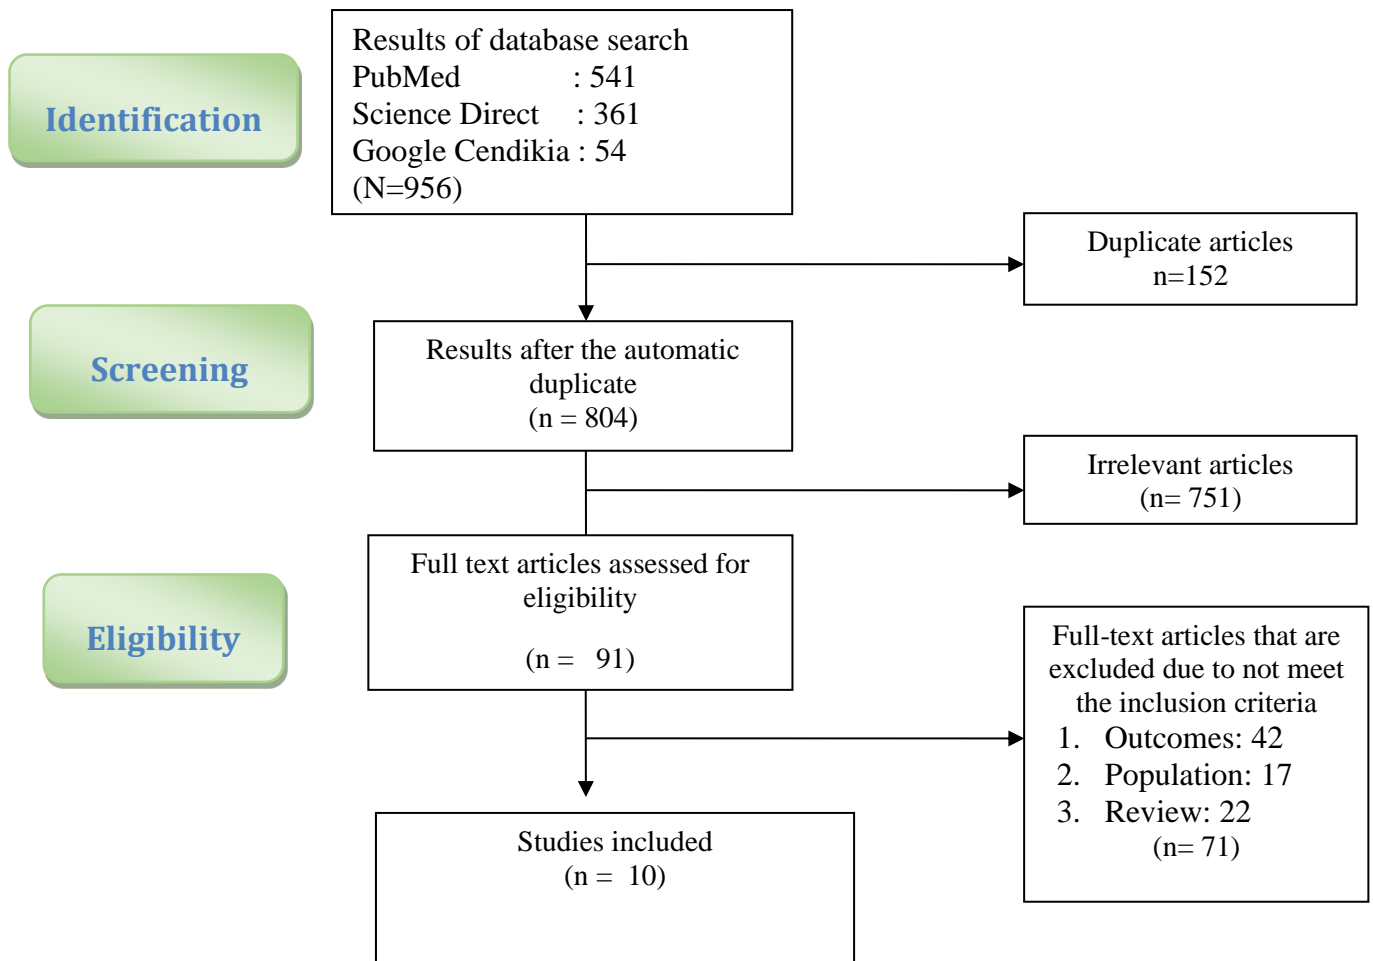 Results of database search
PubMed : 541
Science Direct : 361
Google Cendikia : 54
(N=956)
Identification
Duplicate articles
n=152
Screening
Results after the automatic
duplicate
(n = 804)
Irrelevant articles
(n= 751)
Eligibility
Full text articles assessed for
eligibility
(n = 91)
Full-text articles that are
excluded due to not meet
the inclusion criteria
1. Outcomes: 42
2. Population: 17
3. Review: 22
(n= 71)
Studies included
(n = 10)